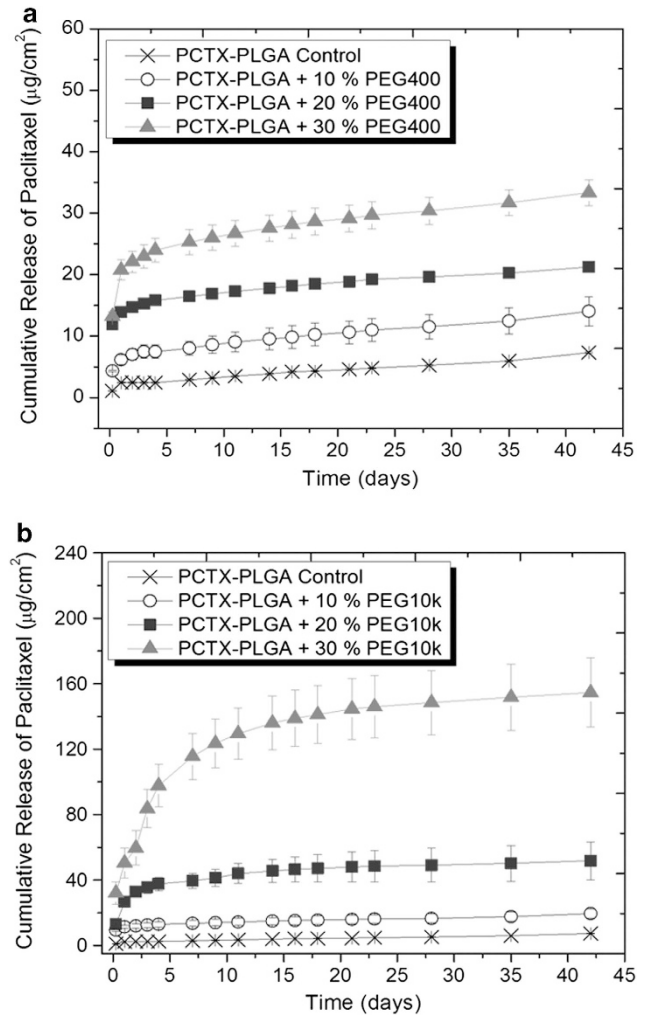 a
60
50
40
30
20
10
0
Cumulative Release of Paclitaxel (µg/cm²)
PCTX-PLGA Control
PCTX-PLGA + 10 % PEG400
PCTX-PLGA + 20 % PEG400
PCTX-PLGA + 30 % PEG400
0 5 10 15 20 25 30 35 40 45
Time (days)
b
240
200
160
120
80
40
0
Cumulative Release of Paclitaxel (µg/cm²)
PCTX-PLGA Control
PCTX-PLGA + 10 % PEG10k
PCTX-PLGA + 20 % PEG10k
PCTX-PLGA + 30 % PEG10k
0 5 10 15 20 25 30 35 40 45
Time (days)